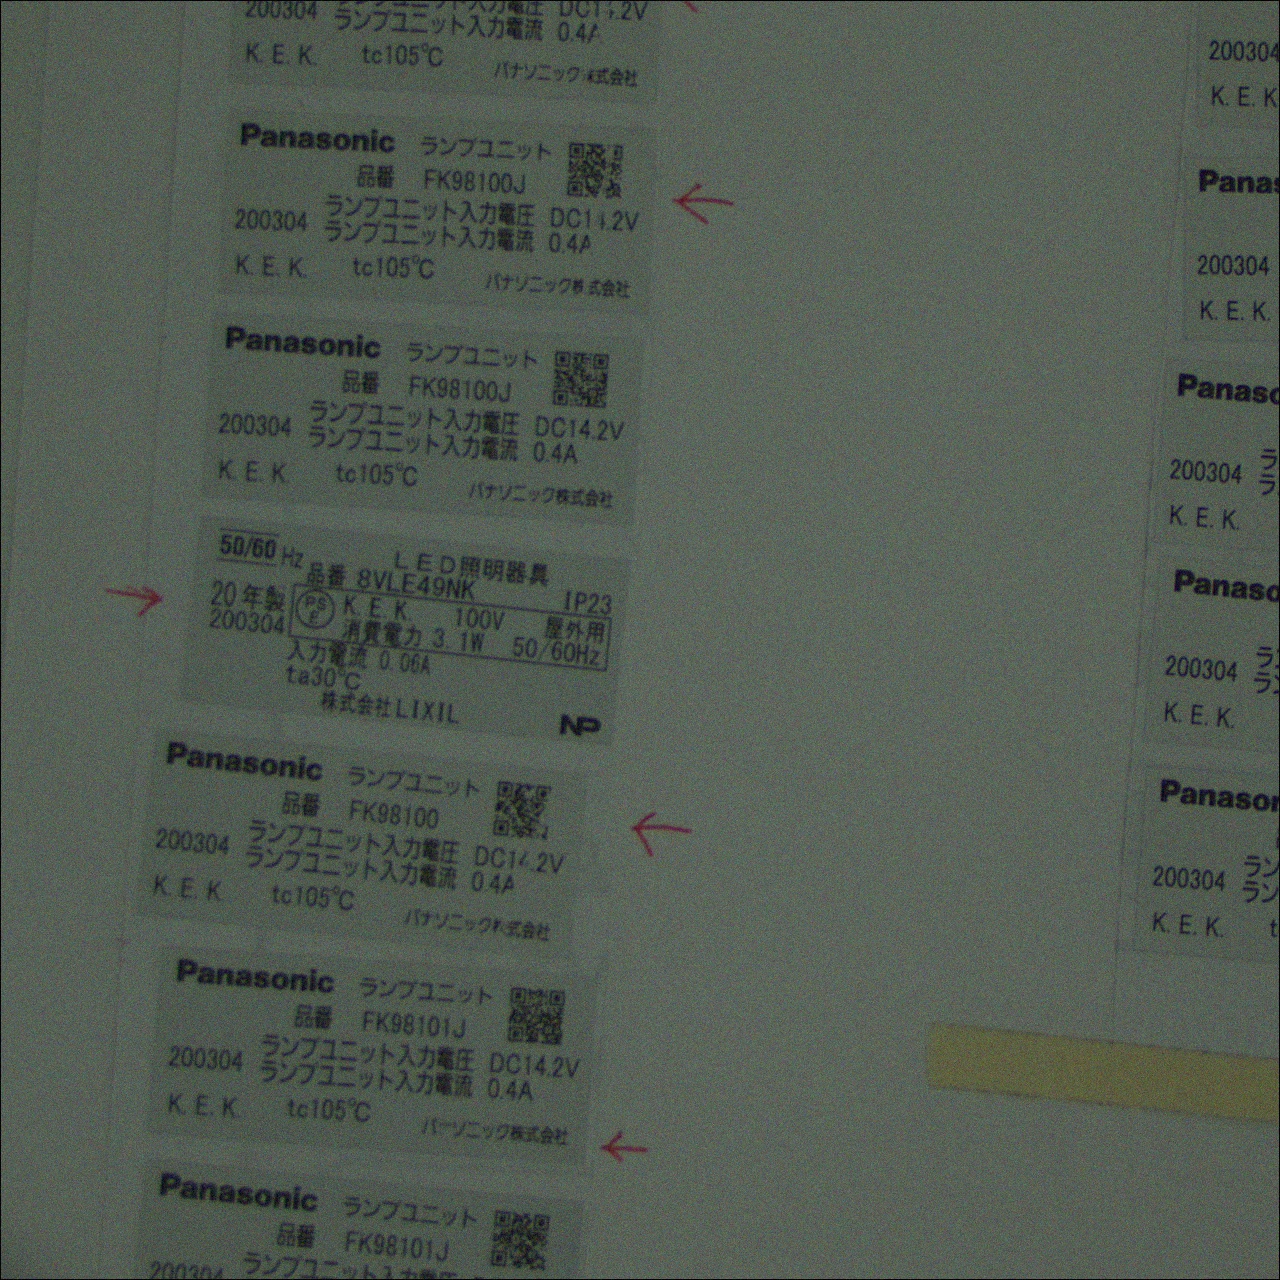 200304 ランプユニット入力電圧 DC14.2V
ランプユニット入力電流 0.4A
K. E. K. tc105℃
パナソニック株式会社
Panasonic ランプユニット
品番 FK98100J
200304 ランプユニット入力電圧 DC14.2V
ランプユニット入力電流 0.4A
K. E. K. tc105℃
パナソニック株式会社
Panasonic ランプユニット
品番 FK98100J
200304 ランプユニット入力電圧 DC14.2V
ランプユニット入力電流 0.4A
K. E. K. tc105℃
パナソニック株式会社
50/60 Hz LED照明器具
品番 8VLE49NK IP23
20年製 PSE K. E. K. 100V 屋外用
200304 消費電力 3.1W 50/60Hz
入力電流 0.06A
ta30℃
株式会社LIXIL NP
Panasonic ランプユニット
品番 FK98100
200304 ランプユニット入力電圧 DC14.2V
ランプユニット入力電流 0.4A
K. E. K. tc105℃
パナソニック株式会社
Panasonic ランプユニット
品番 FK98101J
200304 ランプユニット入力電圧 DC14.2V
ランプユニット入力電流 0.4A
K. E. K. tc105℃
パナソニック株式会社
Panasonic ランプユニット
品番 FK98101J
200304 ランプユニット入力電
200304
K. E. K
Panas
200304
K. E. K.
Panaso
200304 ラ
ラ
K. E. K.
Panaso
200304 ラン
ラン
K. E. K.
Panason
200304 ラン
ラン
K. E. K. t